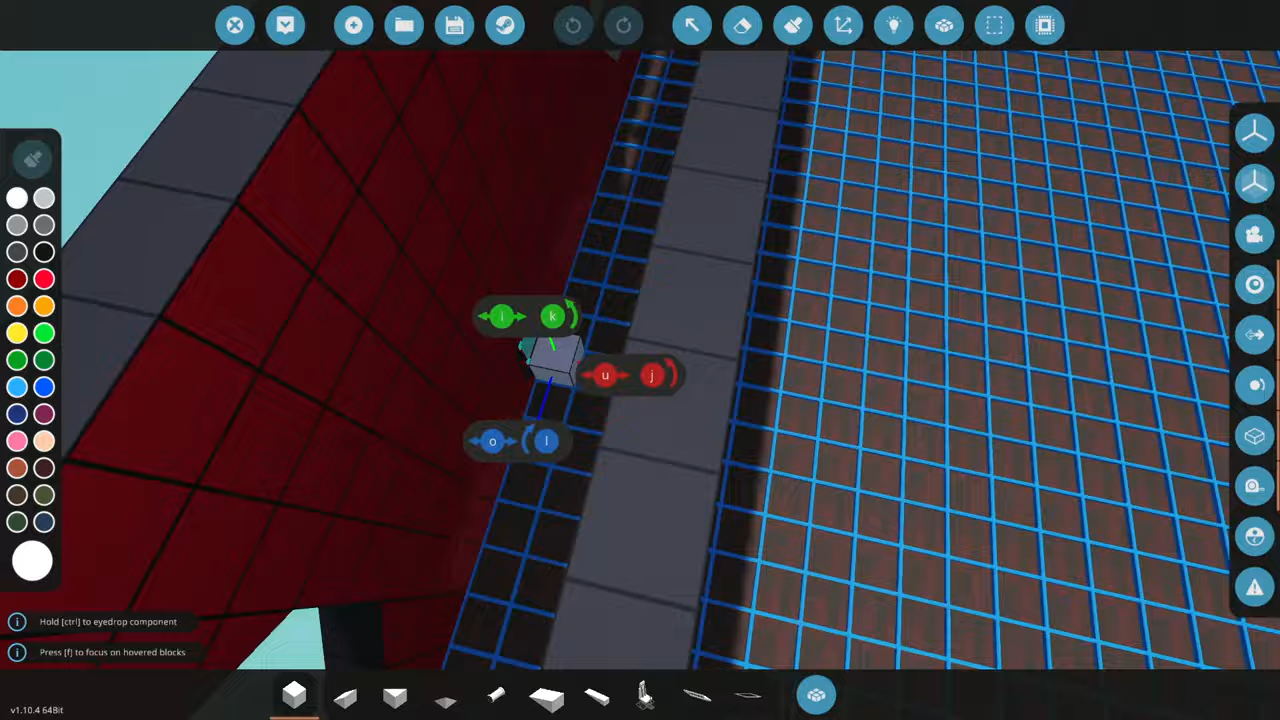 i k
u j
o l
Hold [ctrl] to eyedrop component
Press [f] to focus on hovered blocks
v1.10.4 64Bit